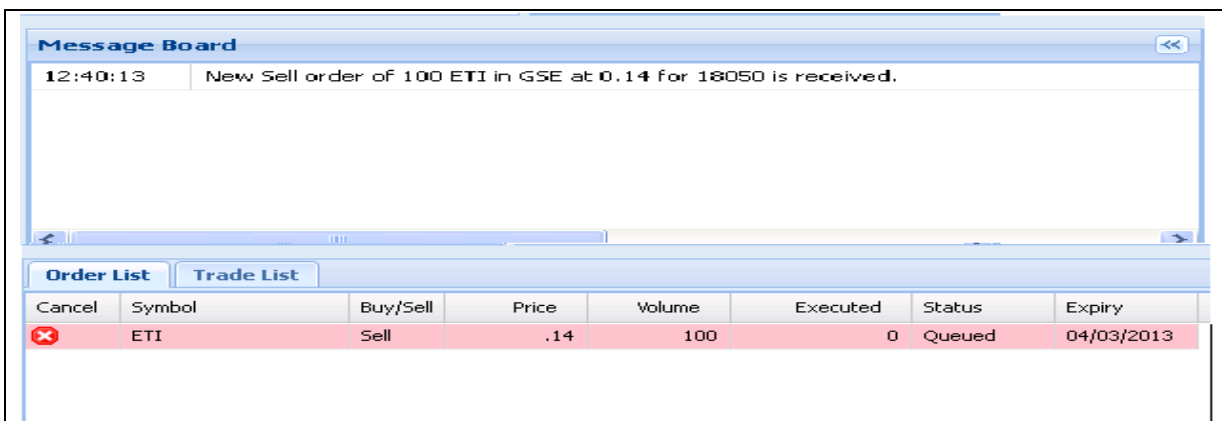 Message Board
12:40:13 New Sell order of 100 ETI in GSE at 0.14 for 18050 is received.
Order List Trade List
Cancel Symbol Buy/Sell Price Volume Executed Status Expiry
ETI Sell .14 100 0 Queued 04/03/2013